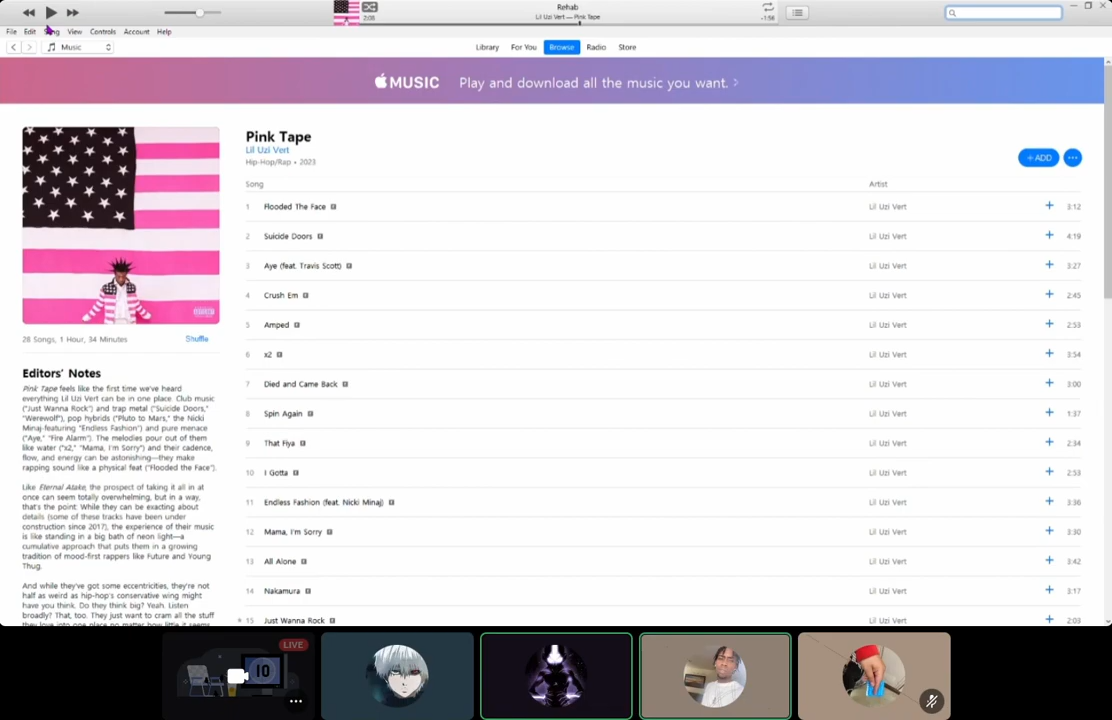 Rehab
Lil Uzi Vert — Pink Tape
2:08
-1:56
File Edit Song View Controls Account Help
Music
Library For You Browse Radio Store
MUSIC Play and download all the music you want.
Pink Tape
Lil Uzi Vert
Hip-Hop/Rap • 2023
+ ADD
Song Artist
1 Flooded The Face E Lil Uzi Vert + 3:12
2 Suicide Doors E Lil Uzi Vert + 4:19
3 Aye (feat. Travis Scott) E Lil Uzi Vert + 3:27
4 Crush Em E Lil Uzi Vert + 2:45
5 Amped E Lil Uzi Vert + 2:53
6 x2 E Lil Uzi Vert + 3:54
7 Died and Came Back E Lil Uzi Vert + 3:00
8 Spin Again E Lil Uzi Vert + 1:37
9 That Fiya E Lil Uzi Vert + 2:34
10 I Gotta E Lil Uzi Vert + 2:53
11 Endless Fashion (feat. Nicki Minaj) E Lil Uzi Vert + 3:36
12 Mama, I'm Sorry E Lil Uzi Vert + 3:30
13 All Alone E Lil Uzi Vert + 3:42
14 Nakamura E Lil Uzi Vert + 3:17
15 Just Wanna Rock E Lil Uzi Vert + 2:03
28 Songs, 1 Hour, 34 Minutes
Shuffle
Editors' Notes
Pink Tape feels like the first time we've heard
everything Lil Uzi Vert can be in one place. Club music
("Just Wanna Rock") and trap metal ("Suicide Doors,"
"Werewolf"), pop hybrids ("Pluto to Mars," the Nicki
Minaj-featuring "Endless Fashion") and pure menace
("Aye," "Fire Alarm"). The melodies pour out of them
like water ("x2," "Mama, I'm Sorry") and their cadence,
flow, and energy can be astonishing—they make
rapping sound like a physical feat ("Flooded the Face").
Like Eternal Atake, the prospect of taking it all in at
once can seem totally overwhelming, but in a way,
that's the point: While they can be exacting about
details (some of these tracks have been under
construction since 2017), the experience of their music
is like standing in a big bath of neon light—a
cumulative approach that puts them in a growing
tradition of mood-first rappers like Future and Young
Thug.
And while they've got some eccentricities, they're not
half as weird as hip-hop's conservative wing might
have you think. Do they think big? Yeah. Listen
broadly? That, too. They just want to cram all the stuff
they love into one place no matter how little it seems
LIVE
10